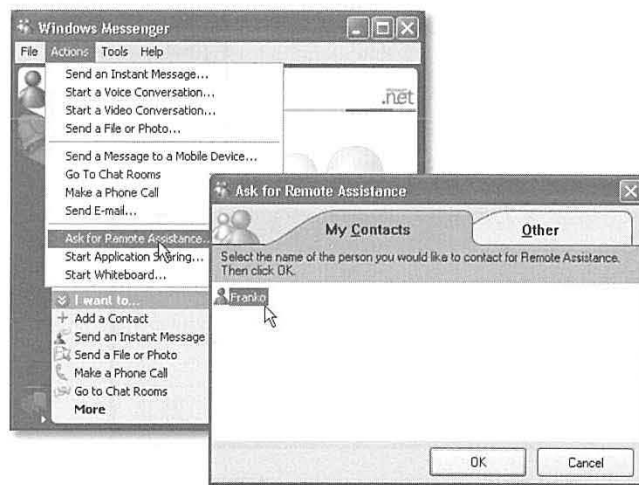 Windows Messenger
File Actions Tools Help
Send an Instant Message...
Start a Voice Conversation...
Start a Video Conversation...
Send a File or Photo...
.net
Send a Message to a Mobile Device...
Go To Chat Rooms
Make a Phone Call
Send E-mail...
Ask for Remote Assistance...
Start Application Sharing...
Start Whiteboard...
I want to...
Add a Contact
Send an Instant Message
Send a File or Photo
Make a Phone Call
Go to Chat Rooms
More
Ask for Remote Assistance
My Contacts Other
Select the name of the person you would like to contact for Remote Assistance.
Then click OK.
Franko
OK Cancel